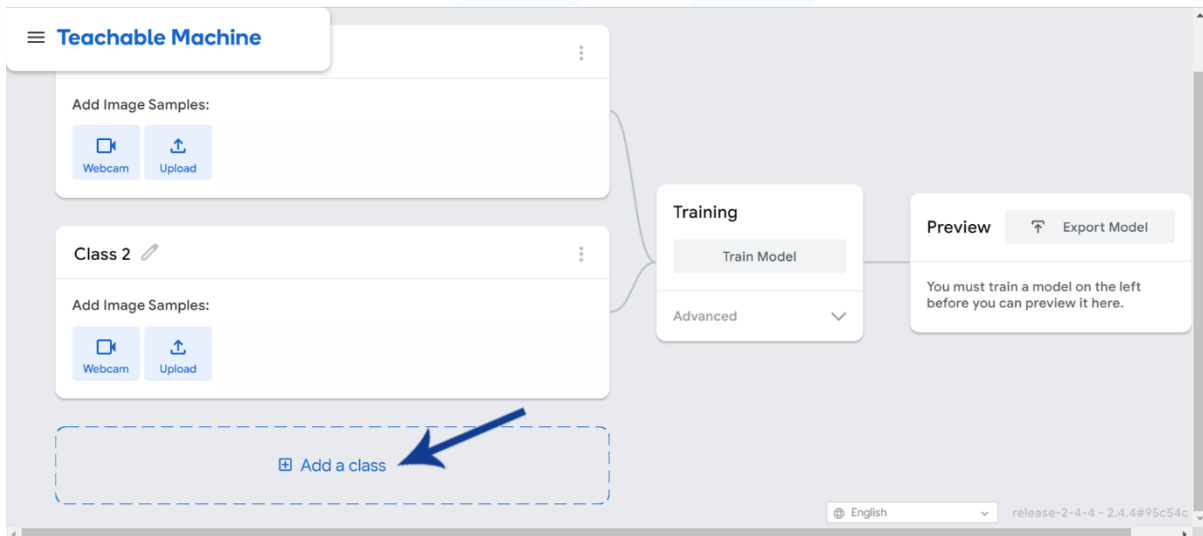 Teachable Machine
Add Image Samples:
Webcam Upload
Class 2
Add Image Samples:
Webcam Upload
Add a class
Training
Train Model
Advanced
Preview
Export Model
You must train a model on the left
before you can preview it here.
English
release-2-4-4 - 2.4.4#95c54c